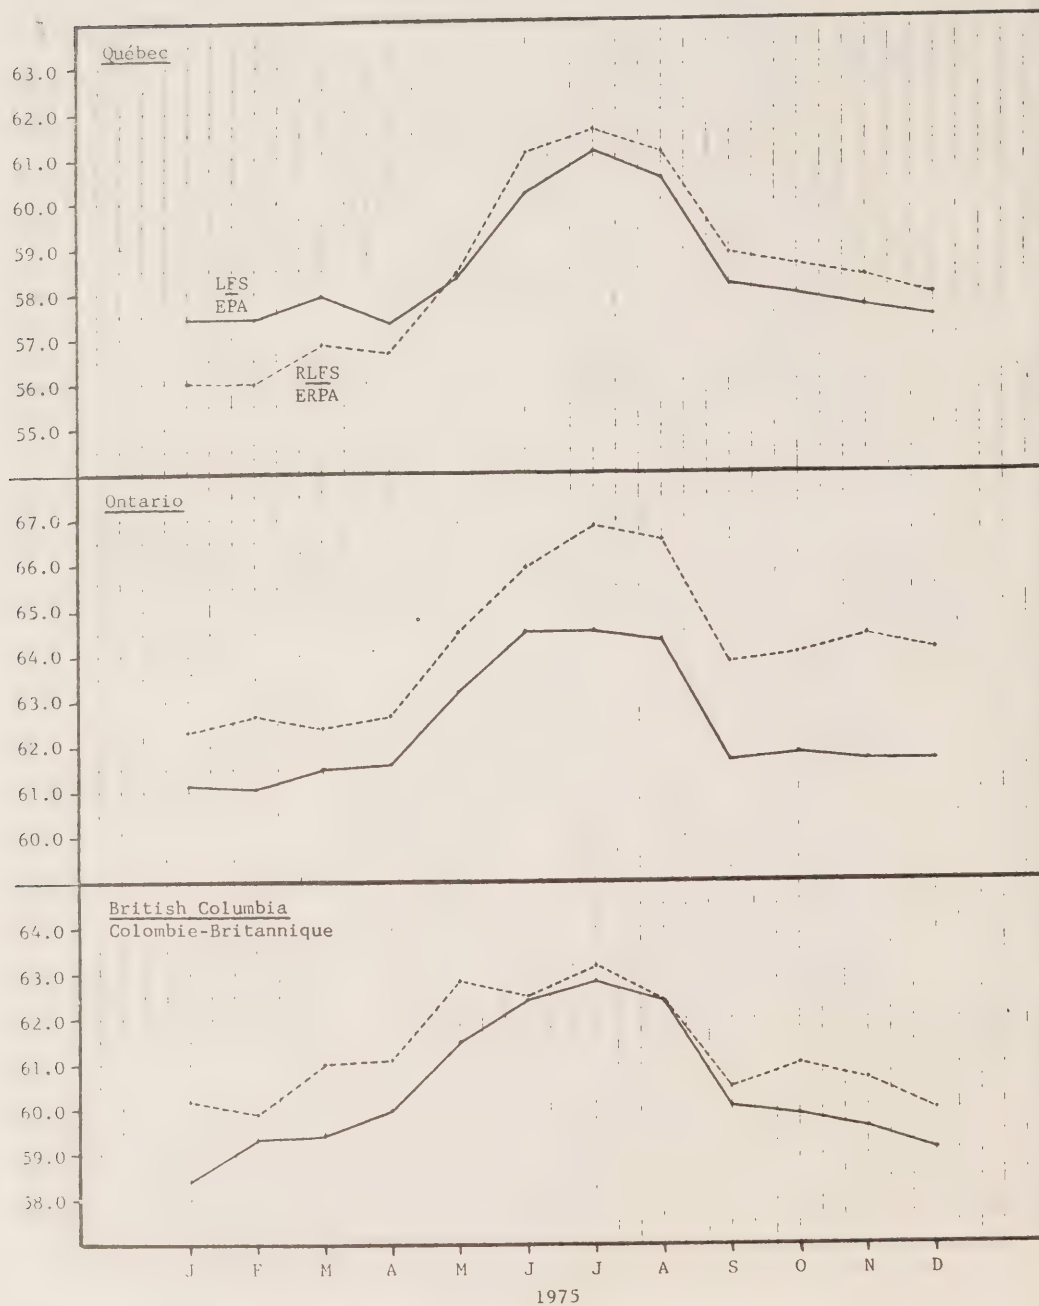 Québec
63.0
62.0
61.0
60.0
59.0
58.0
57.0
56.0
55.0
LFS
EPA
RLFS
ERPA
Ontario
67.0
66.0
65.0
64.0
63.0
62.0
61.0
60.0
British Columbia
Colombie-Britannique
64.0
63.0
62.0
61.0
60.0
59.0
58.0
J F M A M J J A S O N D
1975